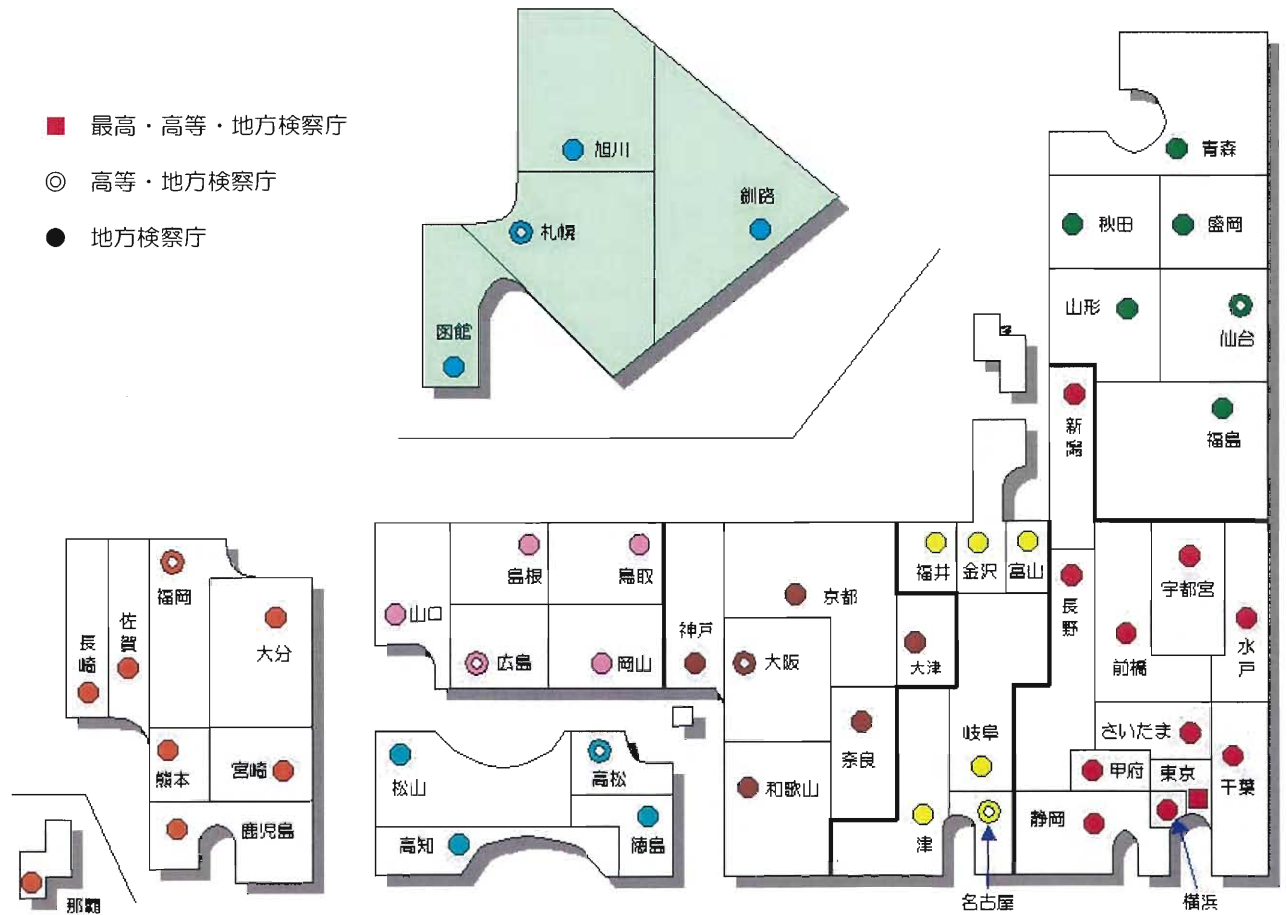 最高・高等・地方検察庁
高等・地方検察庁
地方検察庁
旭川
釧路
札幌
函館
青森
秋田
盛岡
山形
仙台
新潟
福島
福井
金沢
富山
長野
宇都宮
水戸
前橋
さいたま
甲府
東京
千葉
静岡
横浜
岐阜
津
名古屋
京都
大津
大阪
神戸
奈良
和歌山
島根
鳥取
山口
広島
岡山
松山
高松
高知
徳島
福岡
佐賀
長崎
大分
熊本
宮崎
鹿児島
那覇